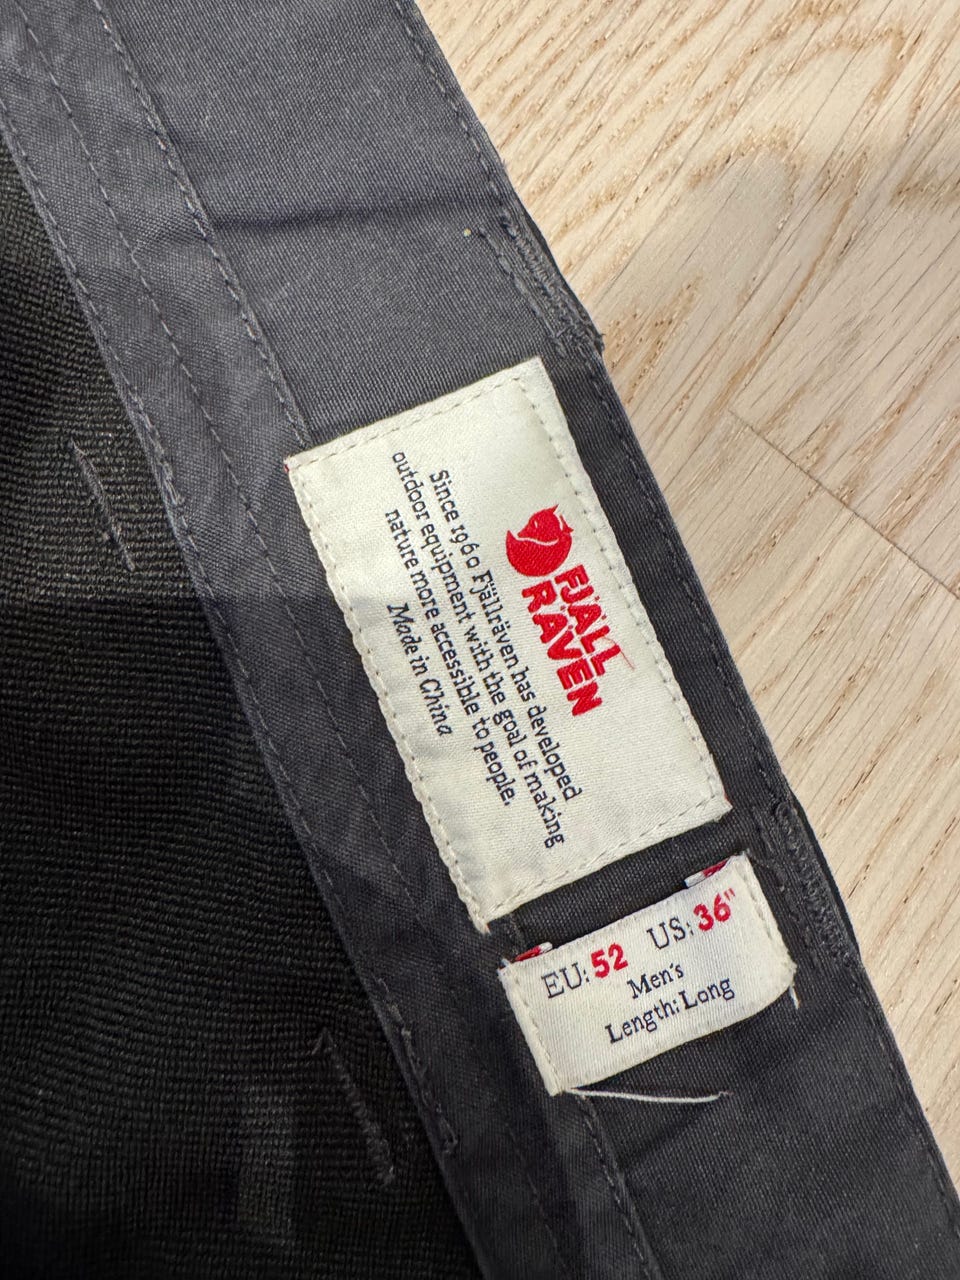 FJÄLL
RÄVEN
Since 1960 Fjällräven has developed
outdoor equipment with the goal of making
nature more accessible to people.
Made in China
EU: 52 US: 36"
Men's
Length: Long